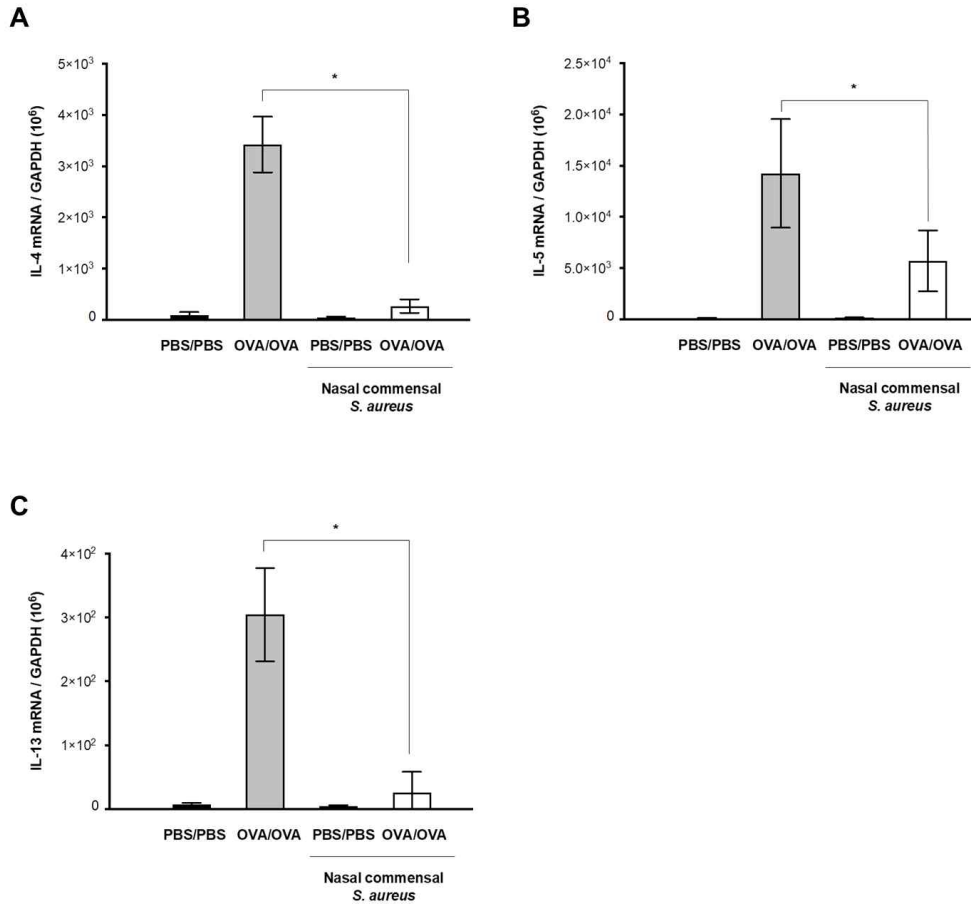 A
IL-4 mRNA / GAPDH (10⁶)
5×10³
4×10³
3×10³
2×10³
1×10³
0
*
PBS/PBS OVA/OVA PBS/PBS OVA/OVA
Nasal commensal
S. aureus
B
IL-5 mRNA / GAPDH (10⁶)
2.5×10⁴
2.0×10⁴
1.5×10⁴
1.0×10⁴
5.0×10³
0
*
PBS/PBS OVA/OVA PBS/PBS OVA/OVA
Nasal commensal
S. aureus
C
IL-13 mRNA / GAPDH (10⁶)
4×10²
3×10²
2×10²
1×10²
0
*
PBS/PBS OVA/OVA PBS/PBS OVA/OVA
Nasal commensal
S. aureus